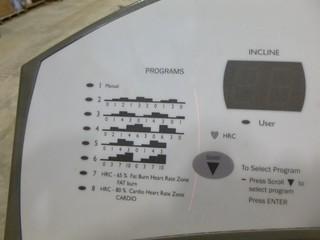 INCLINE
PROGRAMS
1 Manual
2
3
4
5
6
User
HRC
7 HRC - 65 % Fat Burn Heart Rate Zone
FAT burn
8 HRC - 80 % Cardio Heart Rate Zone
CARDIO
Scroll
To Select Program
- Press Scroll ▼ to
select program
Press ENTER